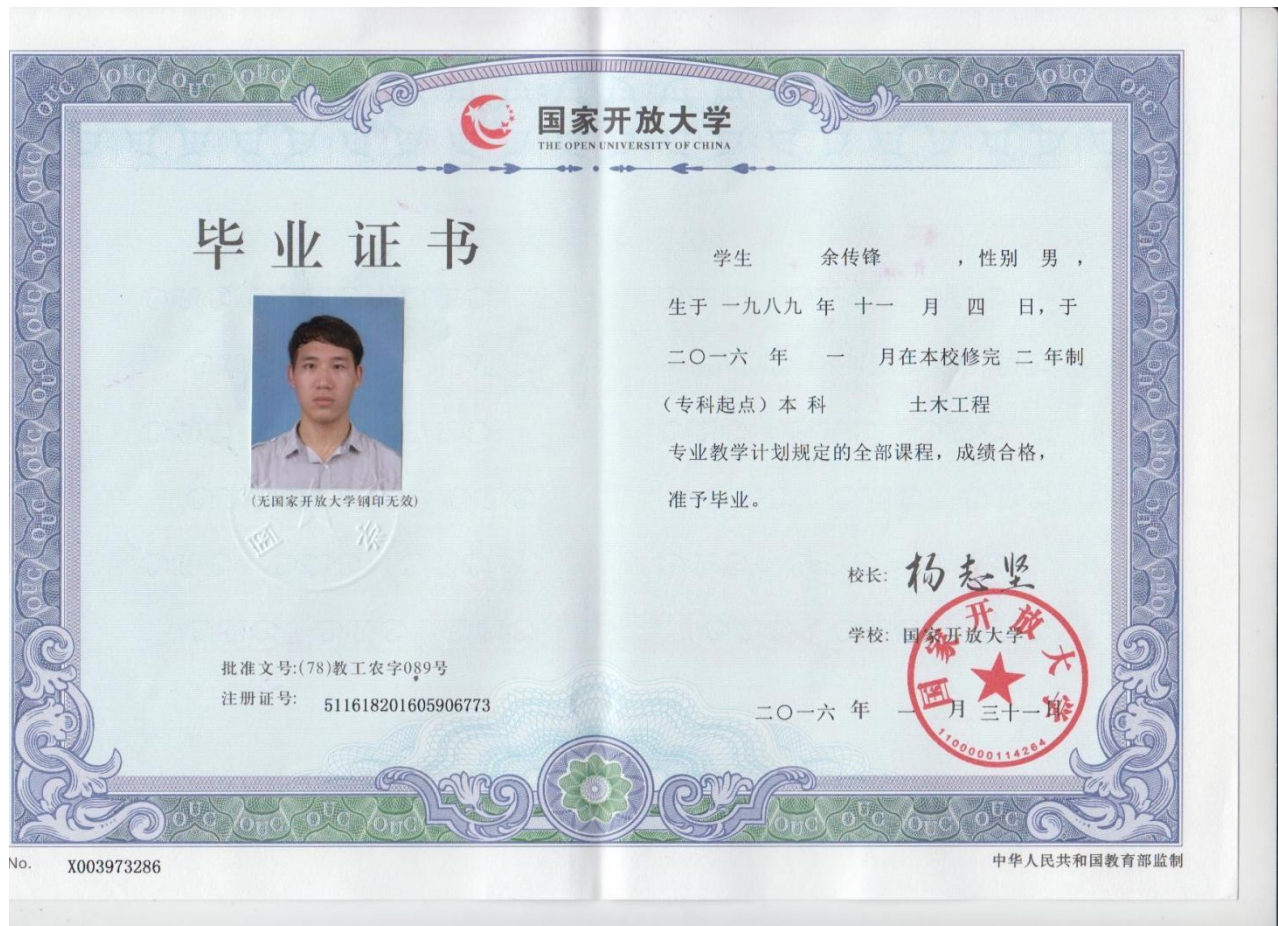 国家开放大学
THE OPEN UNIVERSITY OF CHINA
毕业证书
(无国家开放大学钢印无效)
批准文号:(78)教工农字089号
注册证号: 511618201605906773
学生 余传锋 ,性别 男 ,
生于 一九八九 年 十一 月 四 日,于
二〇一六 年 一 月在本校修完 二 年制
(专科起点)本 科 土木工程
专业教学计划规定的全部课程,成绩合格,
准予毕业。
校长: 杨志坚
学校: 国家开放大学
二〇一六 年 一 月 三十一日
国家开放大学
1100000114264
No. X003973286
中华人民共和国教育部监制